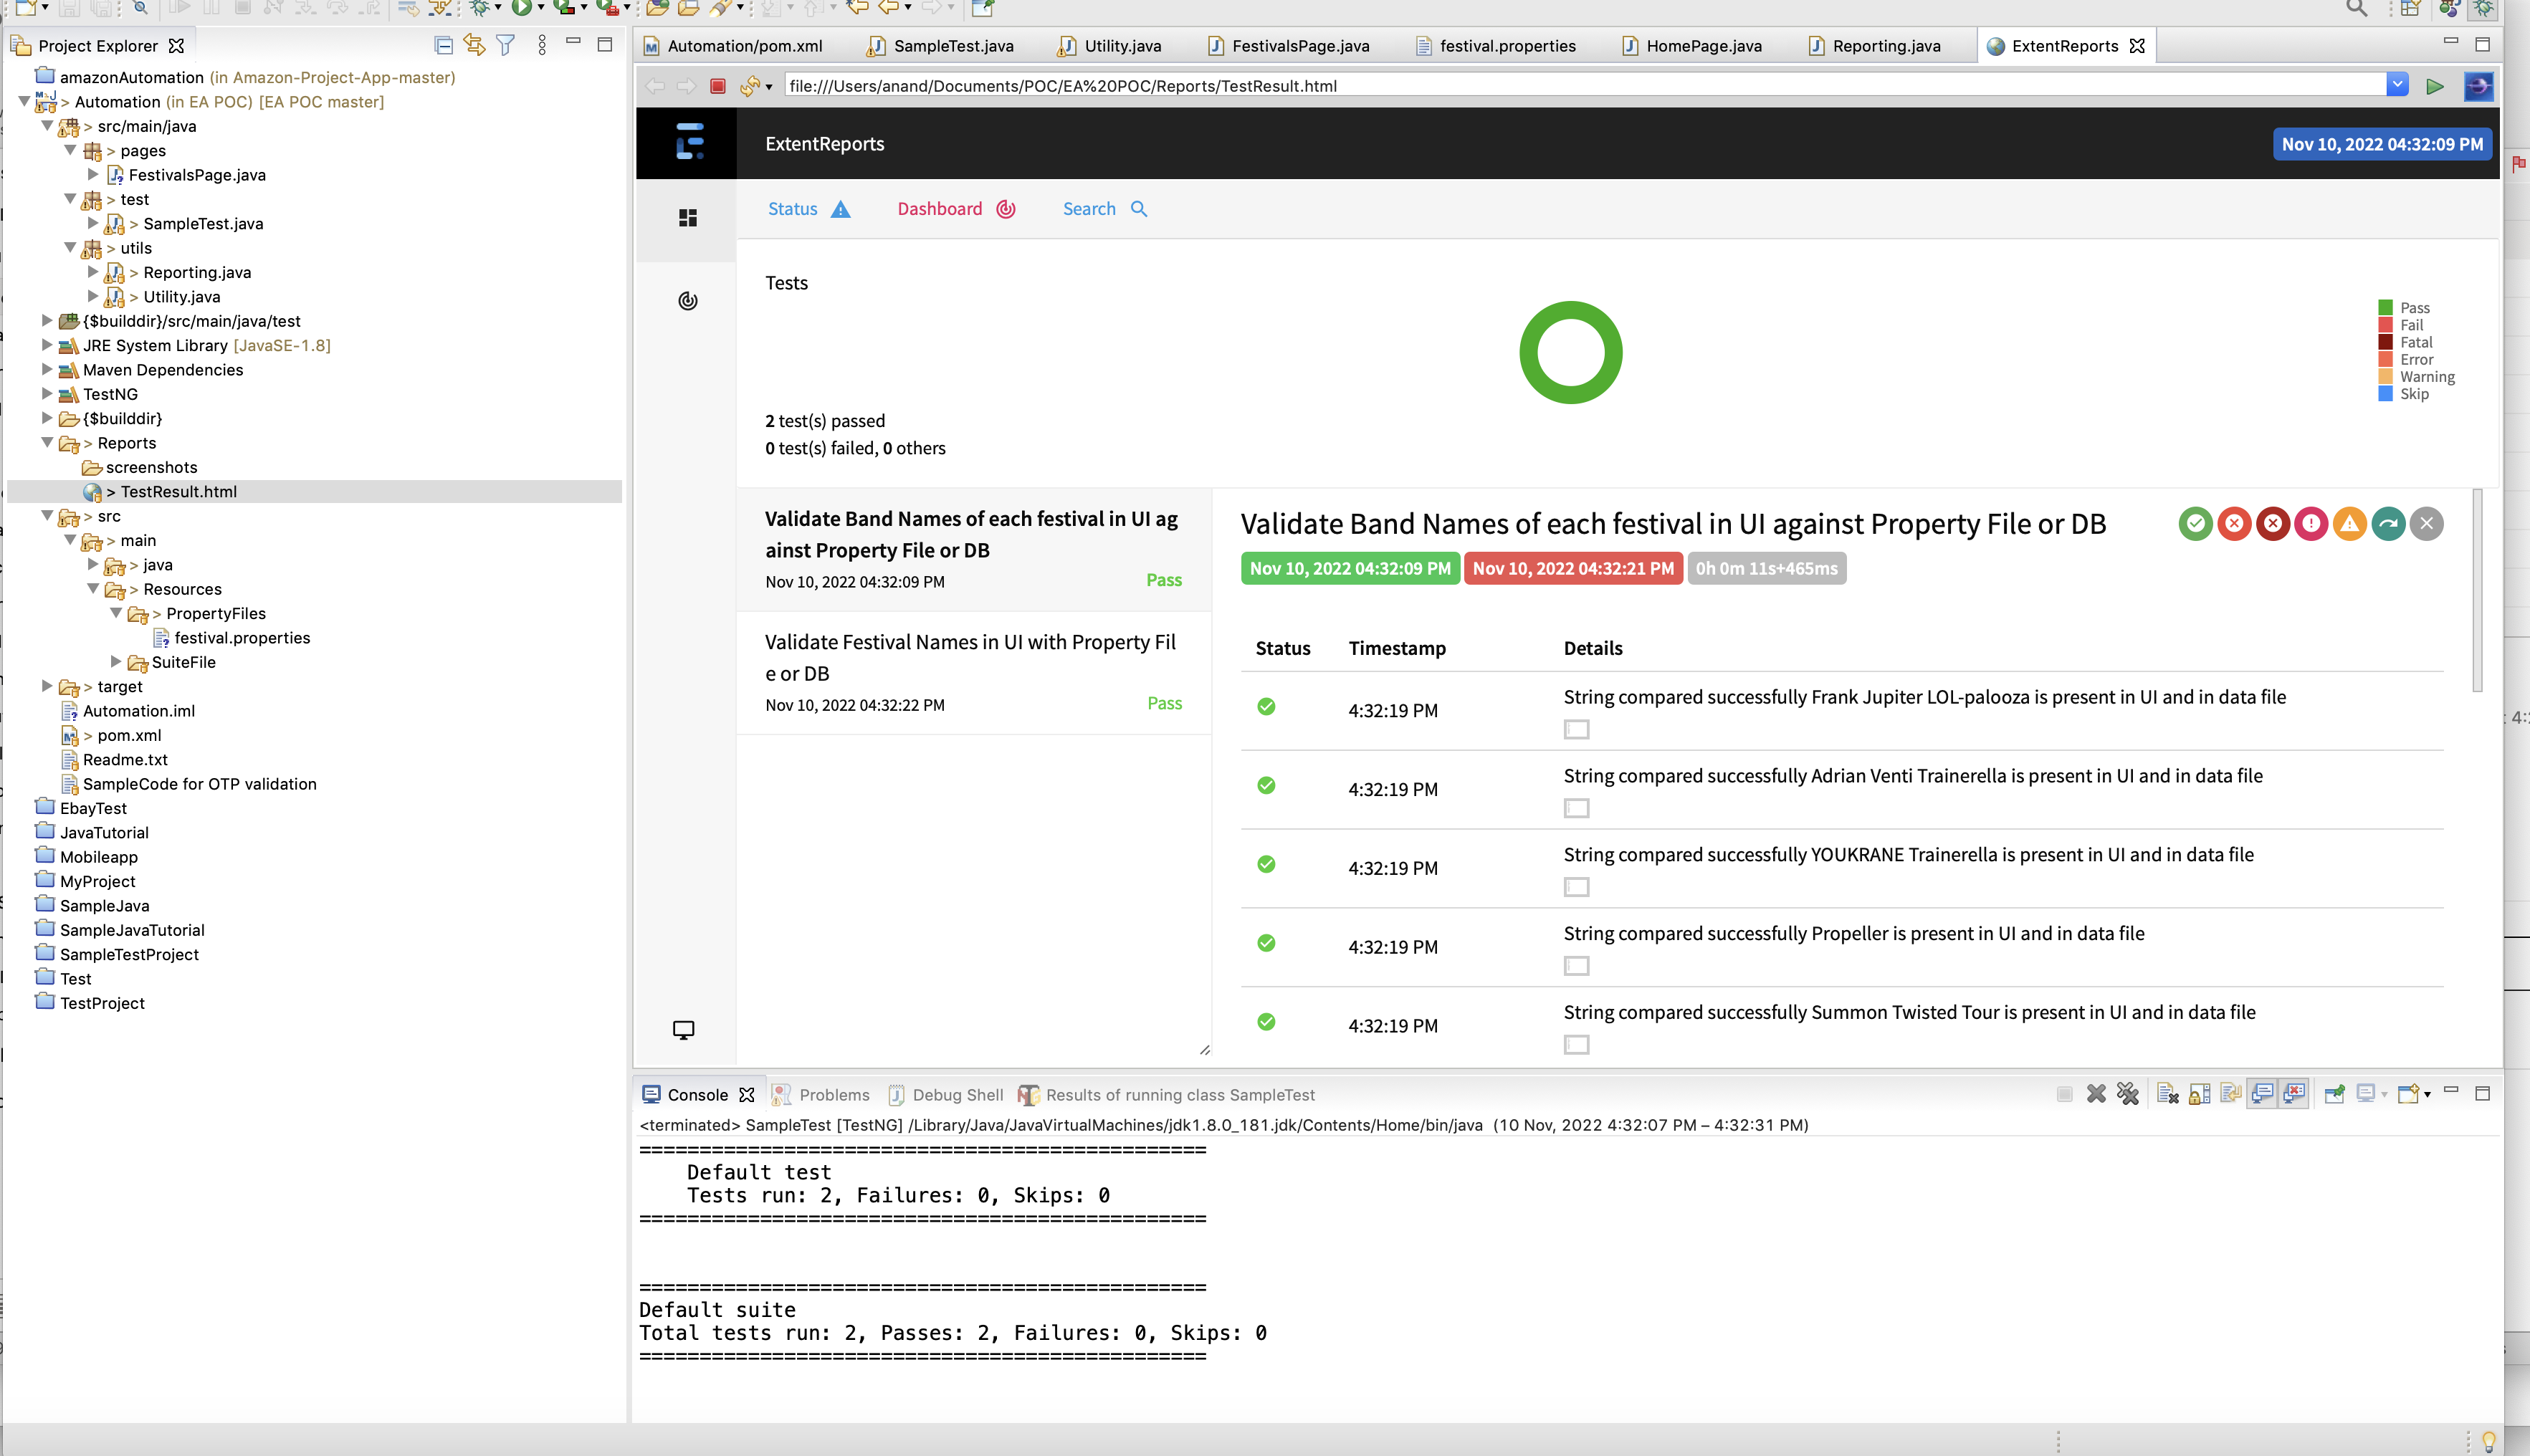 Project Explorer
amazonAutomation (in Amazon-Project-App-master)
> Automation (in EA POC) [EA POC master]
> src/main/java
> pages
FestivalsPage.java
> test
> SampleTest.java
> utils
> Reporting.java
> Utility.java
{$builddir}/src/main/java/test
JRE System Library [JavaSE-1.8]
Maven Dependencies
TestNG
{$builddir}
> Reports
screenshots
> TestResult.html
> src
> main
> java
> Resources
> PropertyFiles
festival.properties
SuiteFile
> target
Automation.iml
> pom.xml
Readme.txt
SampleCode for OTP validation
EbayTest
JavaTutorial
Mobileapp
MyProject
SampleJava
SampleJavaTutorial
SampleTestProject
Test
TestProject
Automation/pom.xml
SampleTest.java
Utility.java
FestivalsPage.java
festival.properties
HomePage.java
Reporting.java
ExtentReports
file:///Users/anand/Documents/POC/EA%20POC/Reports/TestResult.html
ExtentReports
Nov 10, 2022 04:32:09 PM
Status
Dashboard
Search
Tests
Pass
Fail
Fatal
Error
Warning
Skip
2 test(s) passed
0 test(s) failed, 0 others
Validate Band Names of each festival in UI ag
ainst Property File or DB
Nov 10, 2022 04:32:09 PM
Pass
Validate Festival Names in UI with Property Fil
e or DB
Nov 10, 2022 04:32:22 PM
Pass
Validate Band Names of each festival in UI against Property File or DB
Nov 10, 2022 04:32:09 PM
Nov 10, 2022 04:32:21 PM
0h 0m 11s+465ms
Status Timestamp Details
4:32:19 PM String compared successfully Frank Jupiter LOL-palooza is present in UI and in data file
4:32:19 PM String compared successfully Adrian Venti Trainerella is present in UI and in data file
4:32:19 PM String compared successfully YOUKRANE Trainerella is present in UI and in data file
4:32:19 PM String compared successfully Propeller is present in UI and in data file
4:32:19 PM String compared successfully Summon Twisted Tour is present in UI and in data file
Console
Problems
Debug Shell
Results of running class SampleTest
<terminated> SampleTest [TestNG] /Library/Java/JavaVirtualMachines/jdk1.8.0_181.jdk/Contents/Home/bin/java (10 Nov, 2022 4:32:07 PM – 4:32:31 PM)
===============================================
Default test
Tests run: 2, Failures: 0, Skips: 0
===============================================
===============================================
Default suite
Total tests run: 2, Passes: 2, Failures: 0, Skips: 0
===============================================